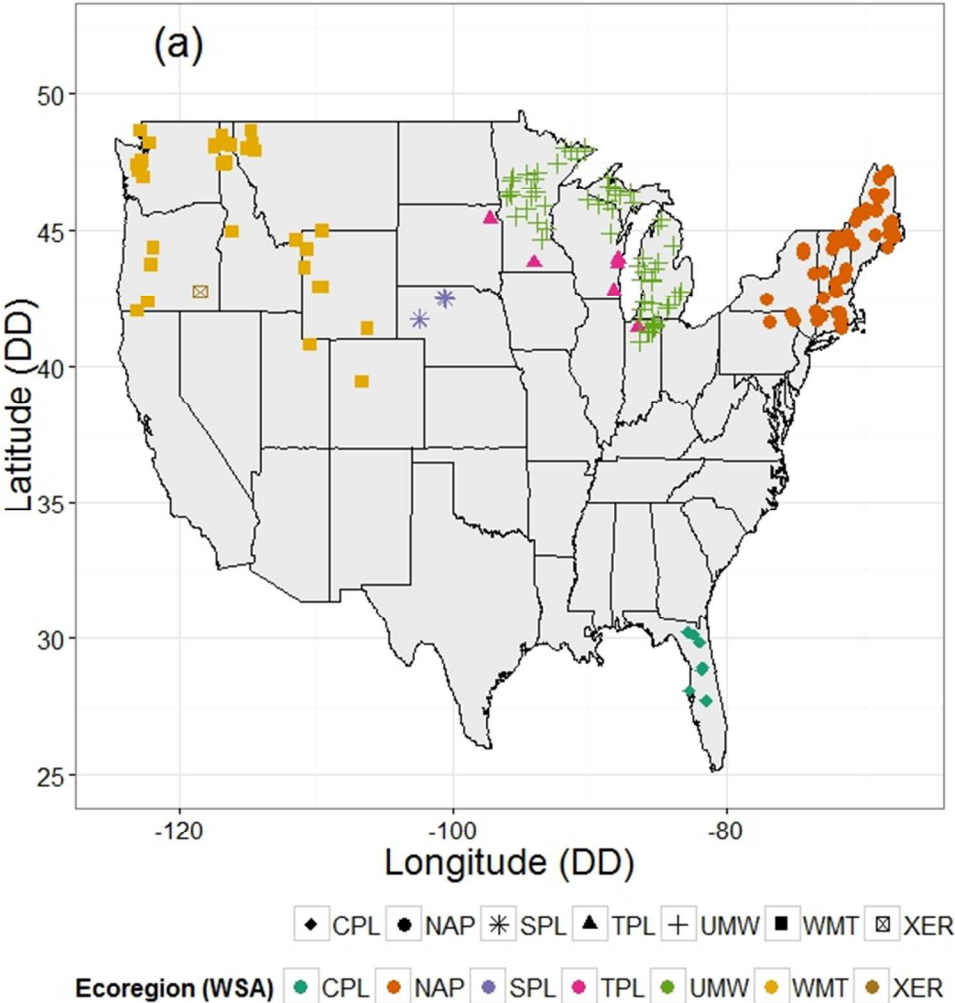 (a)
50
45
40
35
30
25
Latitude (DD)
-120 -100 -80
Longitude (DD)
CPL NAP SPL TPL UMW WMT XER
Ecoregion (WSA) CPL NAP SPL TPL UMW WMT XER